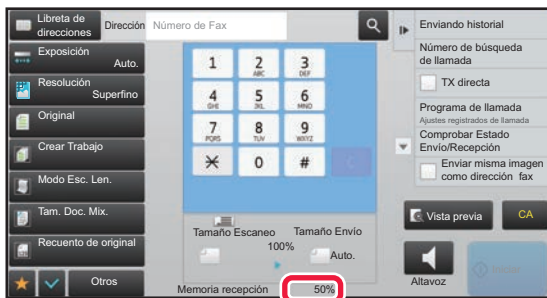 Libreta de
direcciones
Dirección
Número de Fax
Exposición
Auto.
Resolución
Superfino
Original
Crear Trabajo
Modo Esc. Len.
Tam. Doc. Mix.
Recuento de original
Otros
1
2
ABC
3
DEF
4
GHI
5
JKL
6
MNO
7
PQRS
8
TUV
9
WXYZ
0
#
C
Tamaño Escaneo
Tamaño Envío
100%
Auto.
Memoria recepción
50%
Enviando historial
Número de búsqueda
de llamada
TX directa
Programa de llamada
Ajustes registrados de llamada
Comprobar Estado
Envío/Recepción
Enviar misma imagen
como dirección fax
Vista previa
CA
Altavoz